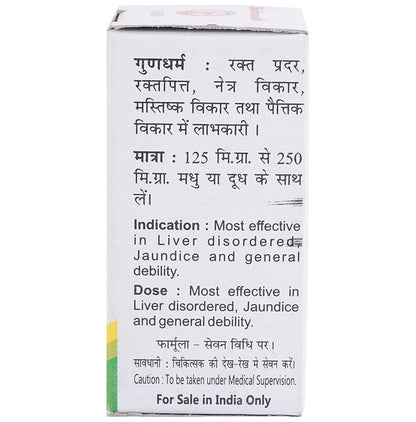 गुणधर्म : रक्त प्रदर,
रक्तपित्त, नेत्र विकार,
मस्तिष्क विकार तथा पैत्तिक
विकार में लाभकारी ।
मात्रा : 125 मि.ग्रा. से 250
मि.ग्रा. मधु या दूध के साथ
लें।
Indication : Most effective
in Liver disordered,
Jaundice and general
debility.
Dose : Most effective in
Liver disordered, Jaundice
and general debility.
फार्मूला – सेवन विधि पर।
सावधानी : चिकित्सक की देख-रेख मे सेवन करें।
Caution : To be taken under Medical Supervision.
For Sale in India Only